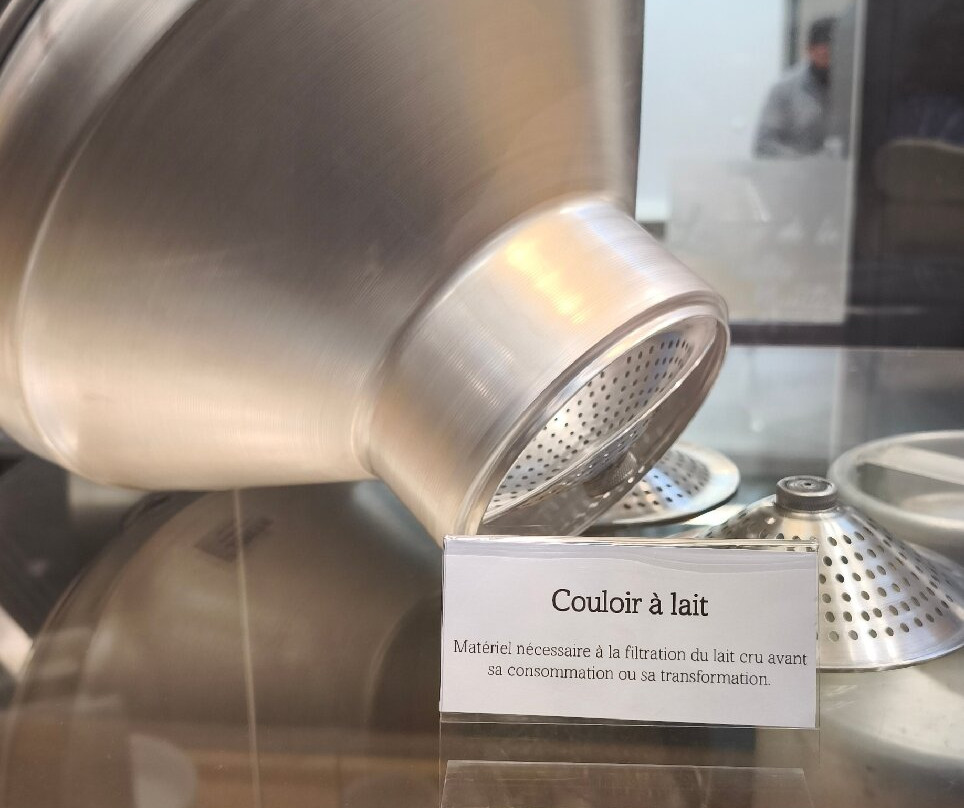 Couloir à lait
Matériel nécessaire à la filtration du lait cru avant
sa consommation ou sa transformation.